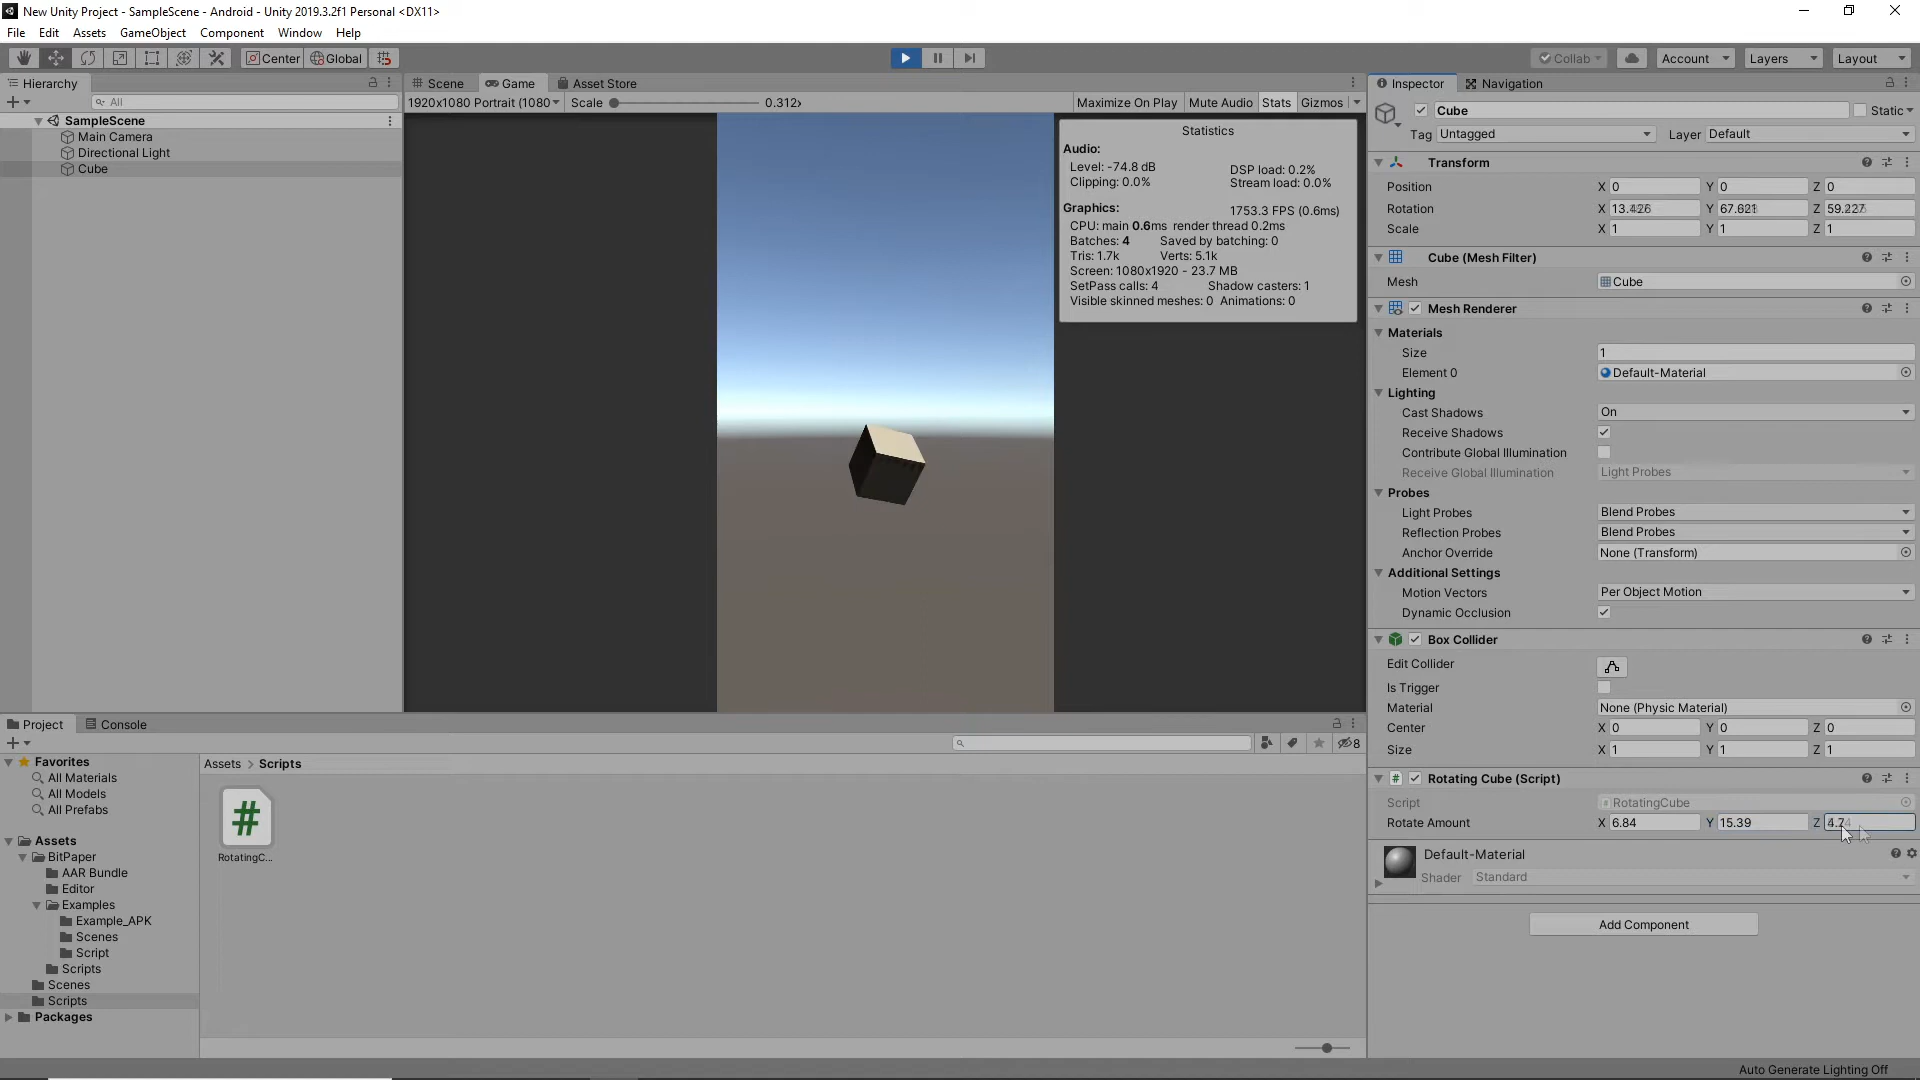 New Unity Project - SampleScene - Android - Unity 2019.3.2f1 Personal <DX11>
File Edit Assets GameObject Component Window Help
Center Global Collab Account Layers Layout
Hierarchy
All
SampleScene
Main Camera
Directional Light
Cube
Scene Game Asset Store
1920x1080 Portrait (1080 Scale 0.312x Maximize On Play Mute Audio Stats Gizmos
Statistics
Audio:
Level: -74.8 dB DSP load: 0.2%
Clipping: 0.0% Stream load: 0.0%
Graphics: 1753.3 FPS (0.6ms)
CPU: main 0.6ms render thread 0.2ms
Batches: 4 Saved by batching: 0
Tris: 1.7k Verts: 5.1k
Screen: 1080x1920 - 23.7 MB
SetPass calls: 4 Shadow casters: 1
Visible skinned meshes: 0 Animations: 0
Inspector Navigation
Cube Static
Tag Untagged Layer Default
Transform
Position X 0 Y 0 Z 0
Rotation X Y Z
Scale X 1 Y 1 Z 1
Cube (Mesh Filter)
Mesh Cube
Mesh Renderer
Materials
Size 1
Element 0 Default-Material
Lighting
Cast Shadows On
Receive Shadows
Contribute Global Illumination
Receive Global Illumination Light Probes
Probes
Light Probes Blend Probes
Reflection Probes Blend Probes
Anchor Override None (Transform)
Additional Settings
Motion Vectors Per Object Motion
Dynamic Occlusion
Box Collider
Edit Collider
Is Trigger
Material None (Physic Material)
Center X 0 Y 0 Z 0
Size X 1 Y 1 Z 1
Rotating Cube (Script)
Script RotatingCube
Rotate Amount X 6.84 Y 15.39 Z
Default-Material
Shader Standard
Add Component
Project Console
8
Favorites
All Materials
All Models
All Prefabs
Assets
BitPaper
AAR Bundle
Editor
Examples
Example_APK
Scenes
Script
Scripts
Scenes
Scripts
Packages
Assets > Scripts
#
RotatingC...
Auto Generate Lighting Off